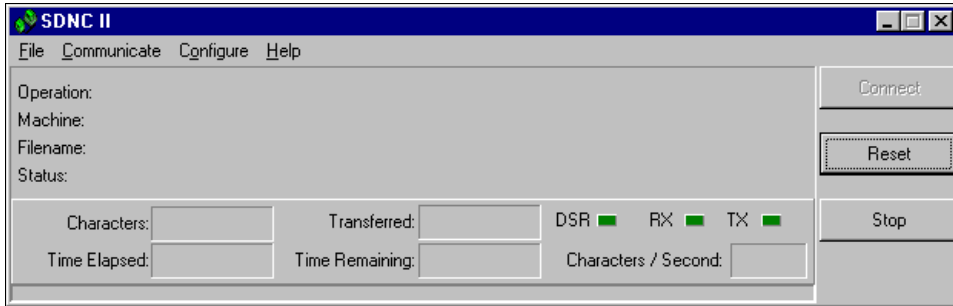 SDNC II
File Communicate Configure Help
Operation:
Machine:
Filename:
Status:
Connect
Reset
Stop
Characters: Transferred: DSR RX TX
Time Elapsed: Time Remaining: Characters / Second: